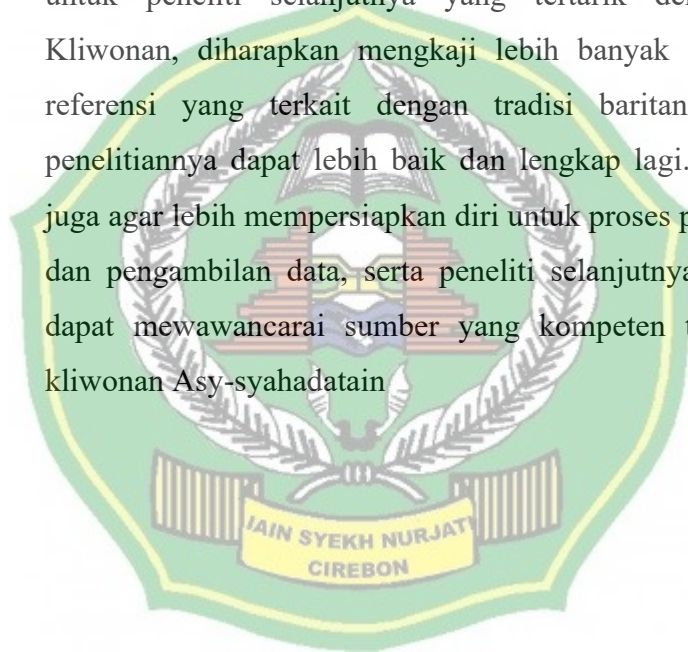 untuk peneliti selanjutnya yang tertarik
Kliwonan, diharapkan mengkaji lebih banyak
referensi yang terkait dengan tradisi baritan
penelitiannya dapat lebih baik dan lengkap lagi.
juga agar lebih mempersiapkan diri untuk proses
dan pengambilan data, serta peneliti selanjutnya
dapat mewawancarai sumber yang kompeten
kliwonan Asy-syahadatain
IAIN SYEKH NURJATI
CIREBON